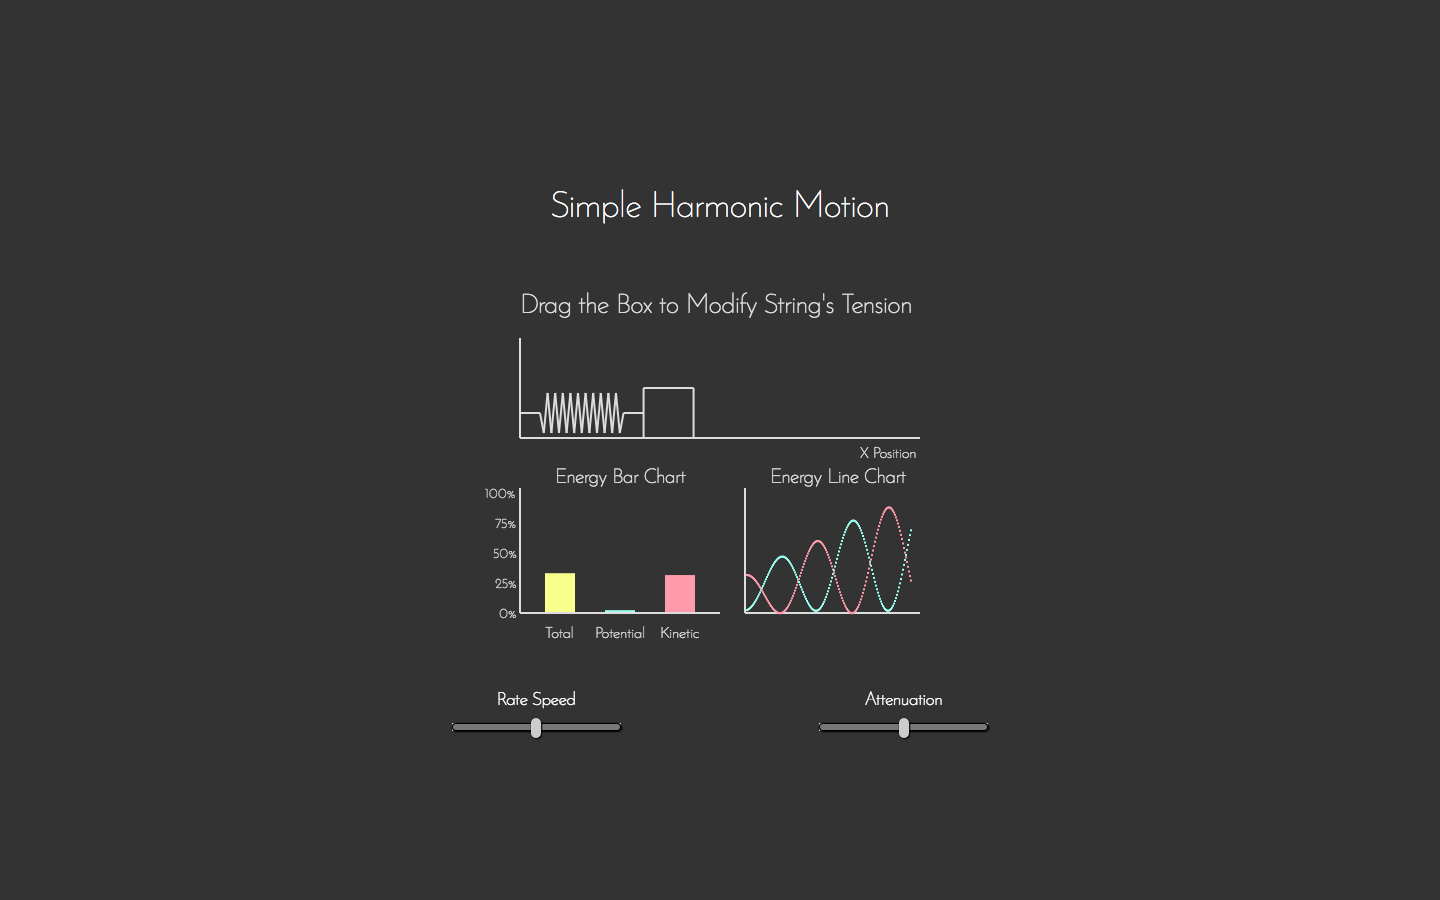 Simple Harmonic Motion
Drag the Box to Modify String's Tension
X Position
Energy Bar Chart
100%
75%
50%
25%
0%
Total Potential Kinetic
Energy Line Chart
Rate Speed
Attenuation